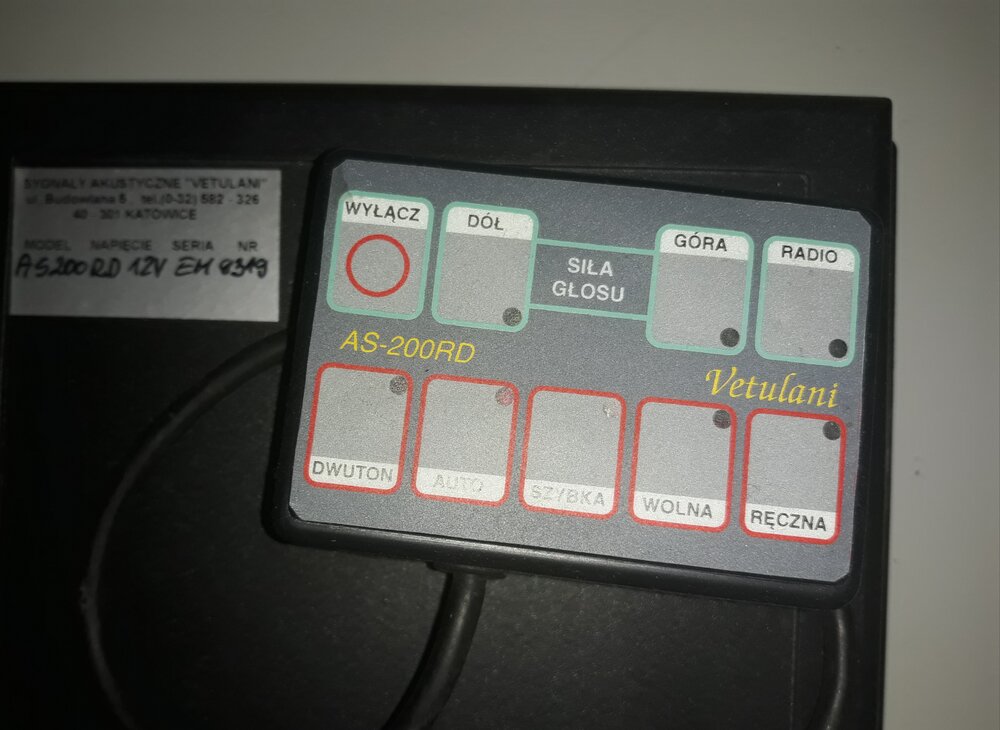 SYGNAŁY AKUSTYCZNE "VETULANI"
ul. Budowlana 5 tel.(0-32) 582 - 326
40 - 301 KATOWICE
MODEL NAPIĘCIE SERIA NR
AS200RD 12V EM 9319
WYŁĄCZ
DÓŁ
SIŁA
GŁOSU
GÓRA
RADIO
AS-200RD
Vetulani
DWUTON
AUTO
SZYBKA
WOLNA
RĘCZNA